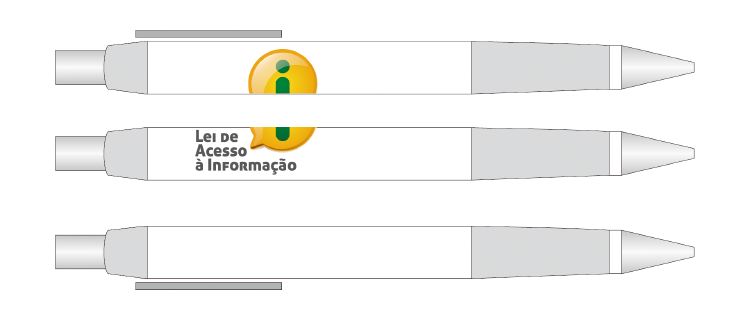 i
Lei de
Acesso
à Informação